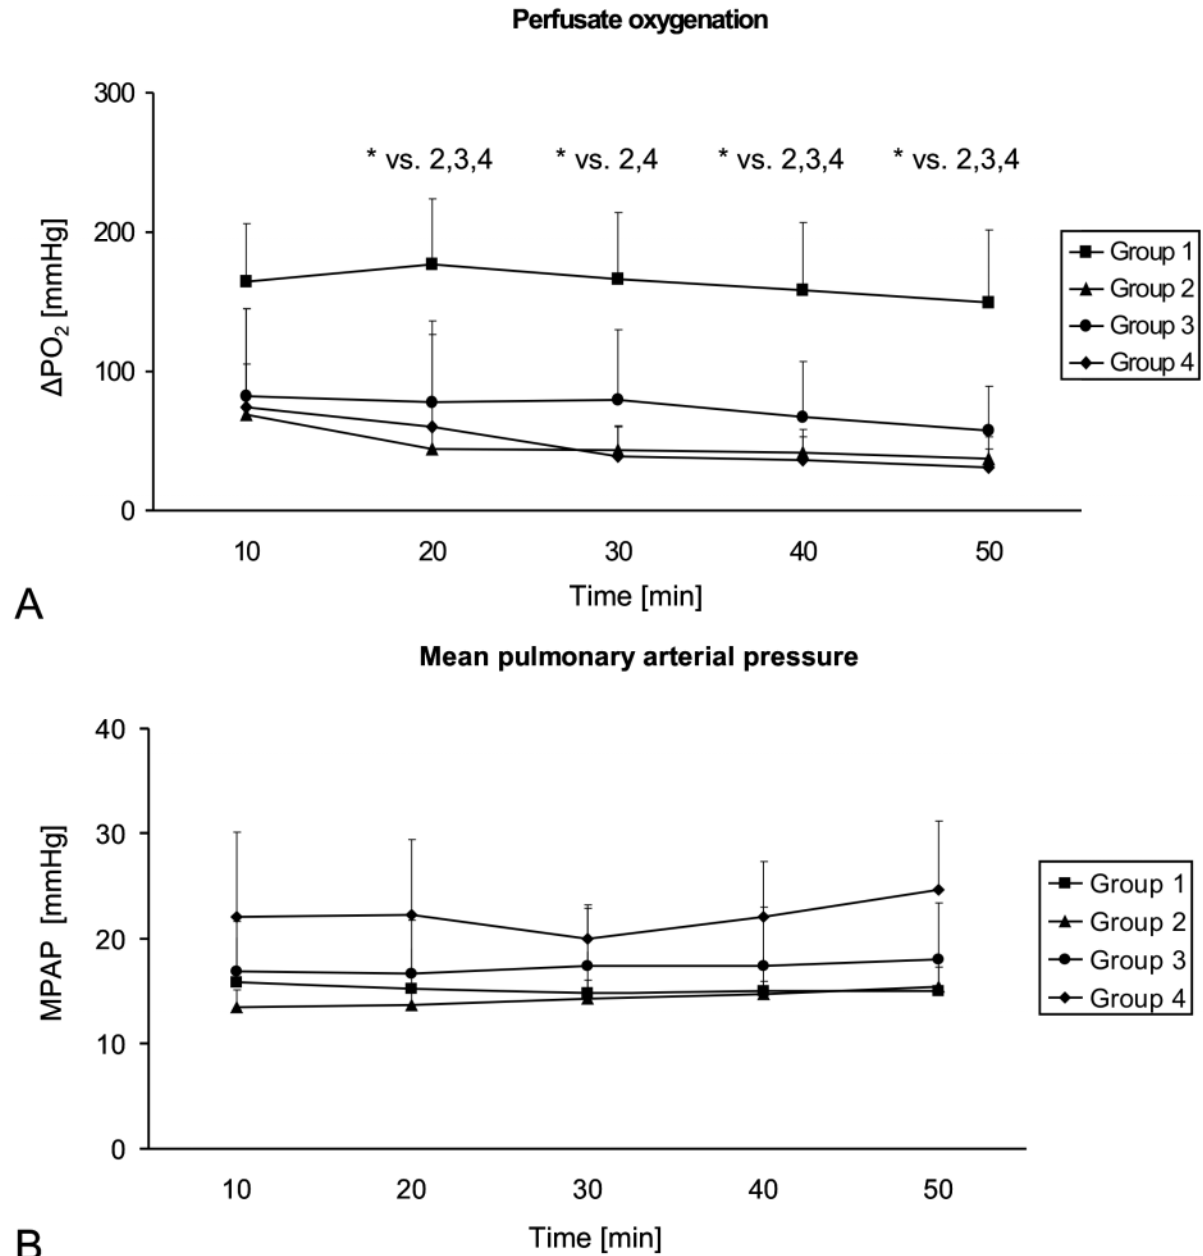 Perfusate oxygenation
300
* vs. 2,3,4 * vs. 2,4 * vs. 2,3,4 * vs. 2,3,4
200
100
0
ΔPO2 [mmHg]
Group 1
Group 2
Group 3
Group 4
10 20 30 40 50
Time [min]
A
Mean pulmonary arterial pressure
40
30
20
10
0
MPAP [mmHg]
Group 1
Group 2
Group 3
Group 4
10 20 30 40 50
Time [min]
B